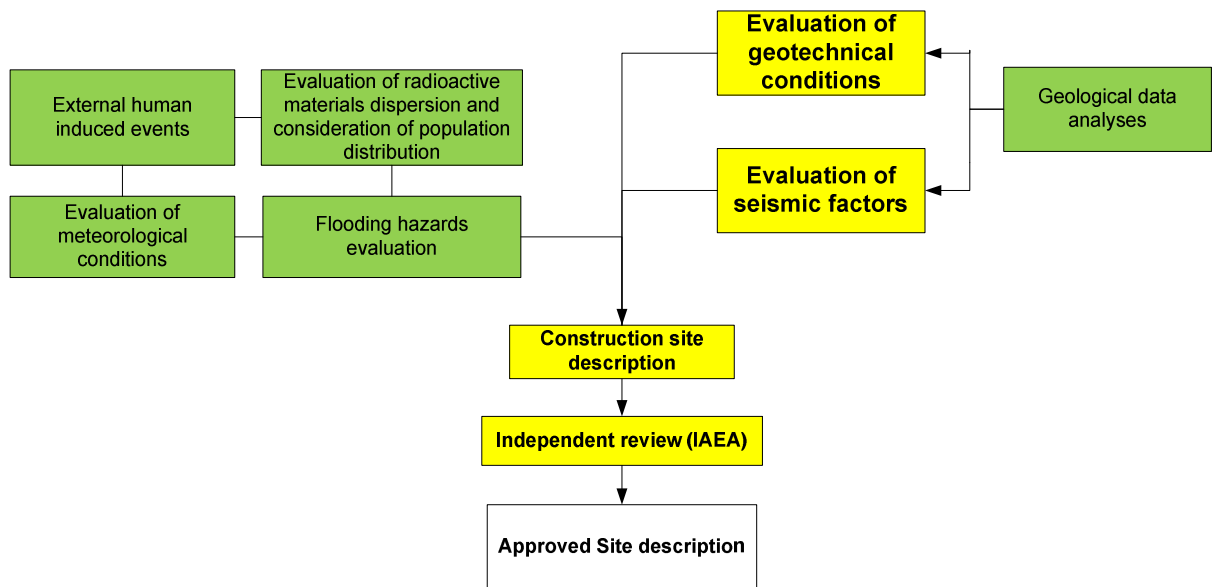 Evaluation of
geotechnical
conditions
External human
induced events
Evaluation of radioactive
materials dispersion and
consideration of population
distribution
Geological data
analyses
Evaluation of
meteorological
conditions
Flooding hazards
evaluation
Evaluation of
seismic factors
Construction site
description
Independent review (IAEA)
Approved Site description